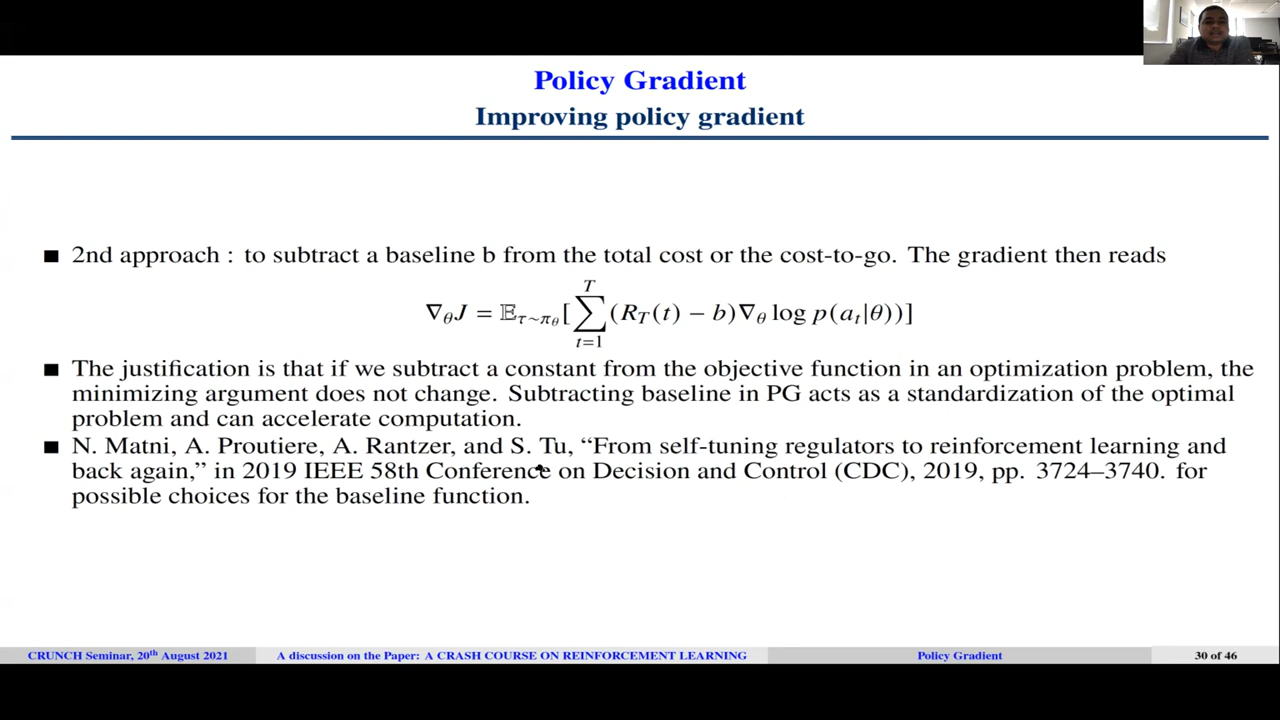 Policy Gradient
Improving policy gradient
■ 2nd approach : to subtract a baseline b from the total cost or the cost-to-go. The gradient then reads
∇θJ = 𝔼τ∼πθ[∑_{t=1}^{T}(R_T(t) − b)∇θ log p(a_t|θ))]
■ The justification is that if we subtract a constant from the objective function in an optimization problem, the
minimizing argument does not change. Subtracting baseline in PG acts as a standardization of the optimal
problem and can accelerate computation.
■ N. Matni, A. Proutiere, A. Rantzer, and S. Tu, “From self-tuning regulators to reinforcement learning and
back again,” in 2019 IEEE 58th Conference on Decision and Control (CDC), 2019, pp. 3724–3740. for
possible choices for the baseline function.
CRUNCH Seminar, 20th August 2021 A discussion on the Paper: A CRASH COURSE ON REINFORCEMENT LEARNING Policy Gradient 30 of 46